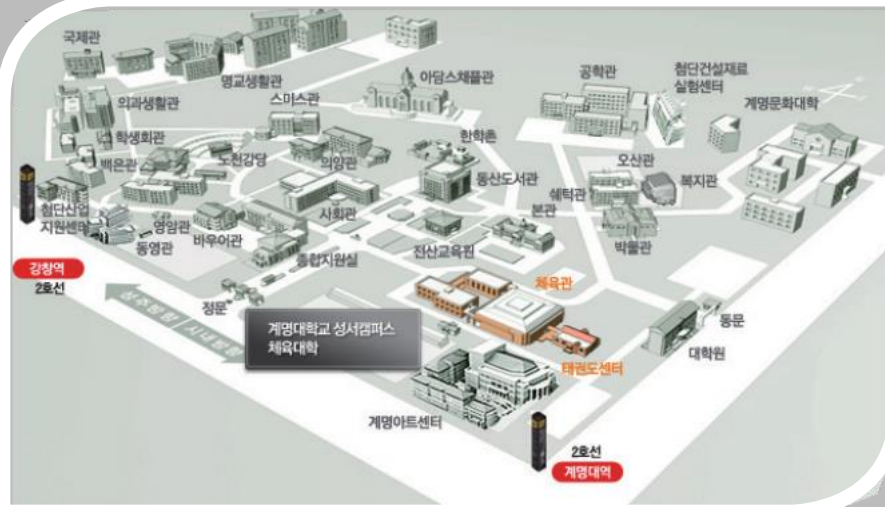 국제관
명교생활관
아담스채플관
공학관
첨단건설재료
실험센터
계명문화대학
의과생활관
스미스관
학생회관
한학촌
백은관
노천강당
의양관
오산관
동산도서관
쉐턱관
복지관
첨단산업
지원센터
영암관
바우어관
사회관
본관
동영관
전산교육원
박물관
종합지원실
강창역
2호선
정문
체육관
동문
계명대학교 성서캠퍼스
체육대학
대학원
태권도센터
계명아트센터
2호선
계명대역